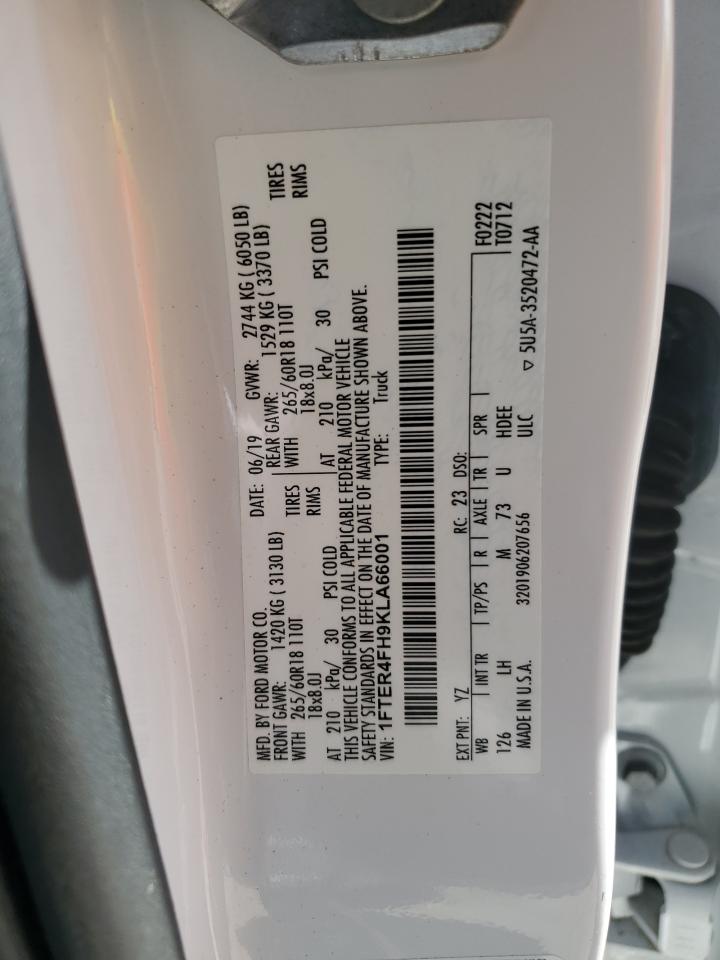 MFD. BY FORD MOTOR CO. DATE: 06/19 GVWR: 2744 KG ( 6050 LB)
FRONT GAWR: 1420 KG ( 3130 LB) REAR GAWR: 1529 KG ( 3370 LB)
WITH 265/60R18 110T TIRES WITH 265/60R18 110T TIRES
18x8.0J RIMS 18x8.0J RIMS
AT 210 kPa/ 30 PSI COLD AT 210 kPa/ 30 PSI COLD
THIS VEHICLE CONFORMS TO ALL APPLICABLE FEDERAL MOTOR VEHICLE
SAFETY STANDARDS IN EFFECT ON THE DATE OF MANUFACTURE SHOWN ABOVE.
VIN: 1FTER4FH9KLA66001 TYPE: Truck
EXT PNT: YZ RC: 23 DSO:
WB INT TR TP/PS R AXLE TR SPR F0222
126 LH M 73 U HDEE T0712
MADE IN U.S.A. 3201906207656 ULC ▽ 5U5A-3520472-AA